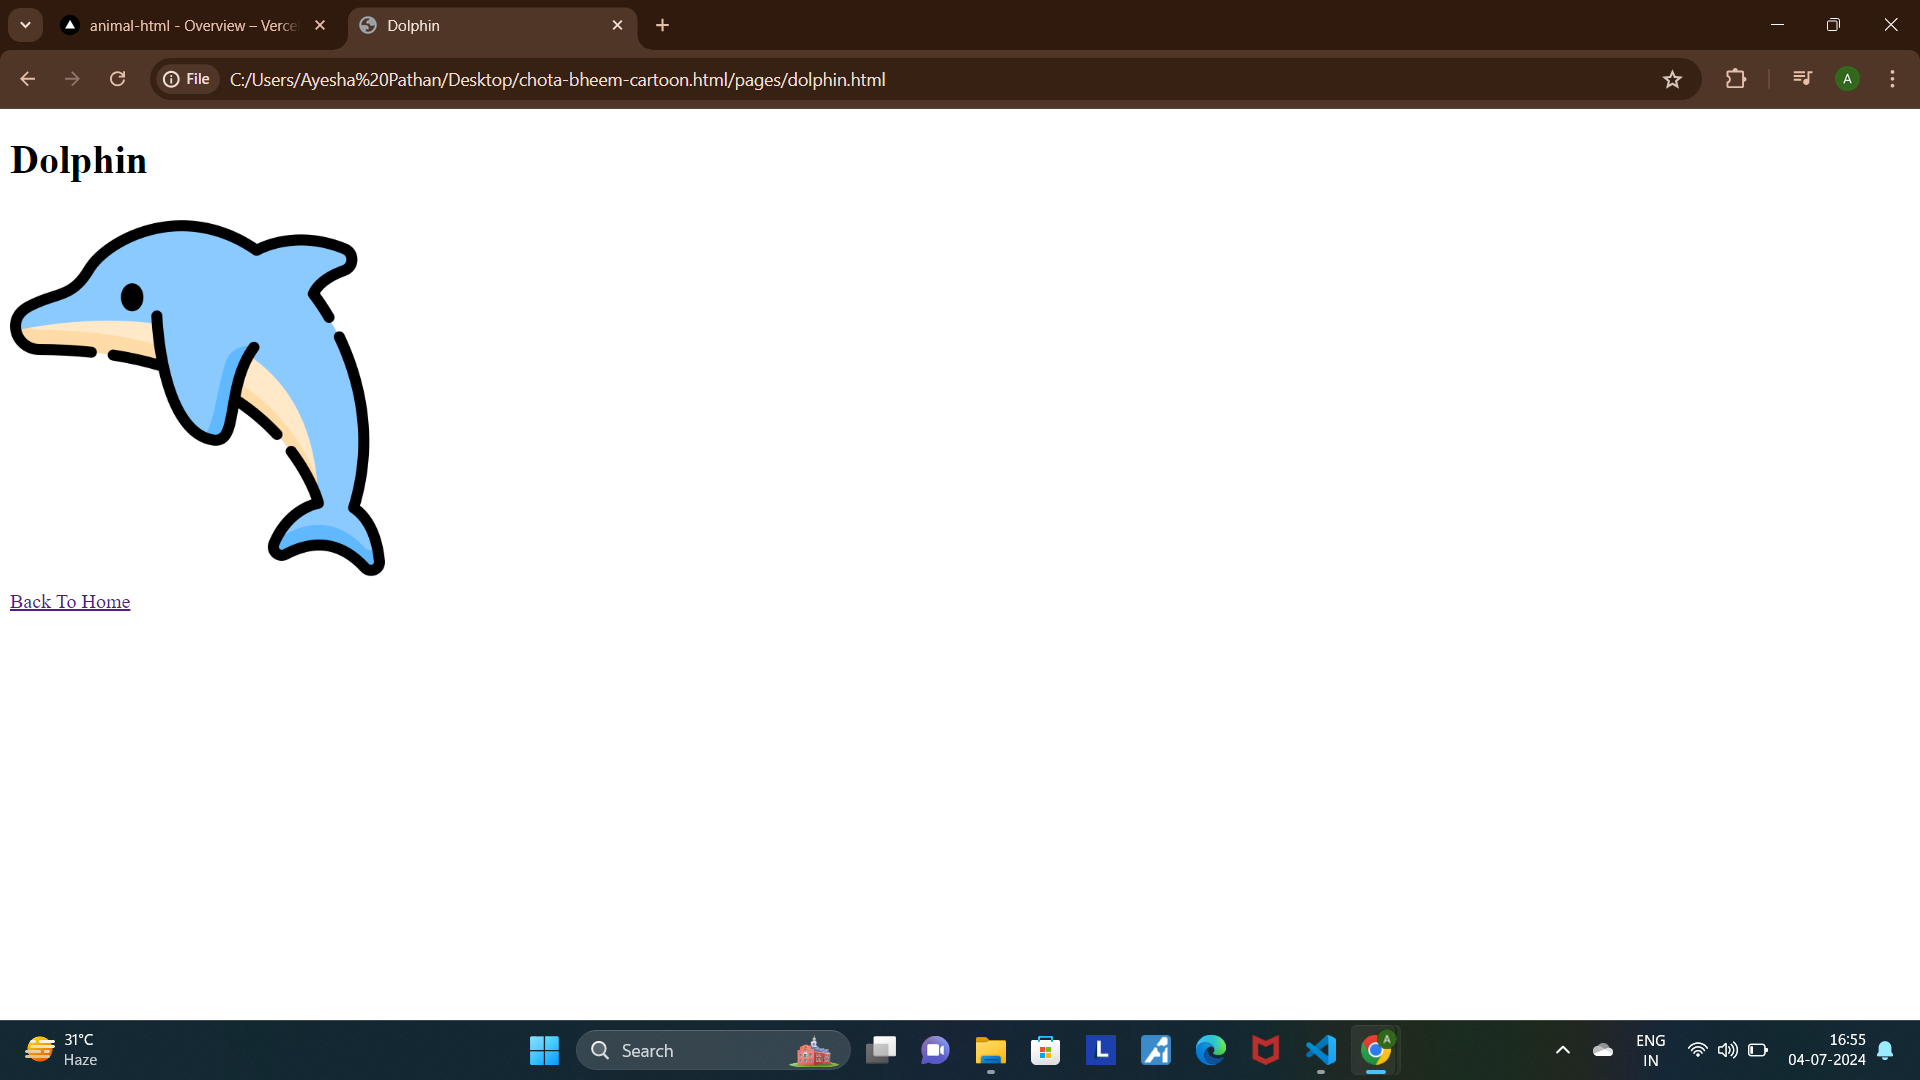 animal-html - Overview – Verce
Dolphin
File
C:/Users/Ayesha%20Pathan/Desktop/chota-bheem-cartoon.html/pages/dolphin.html
A
Dolphin
Back To Home
31°C
Haze
Search
L
A
ENG
IN
16:55
04-07-2024